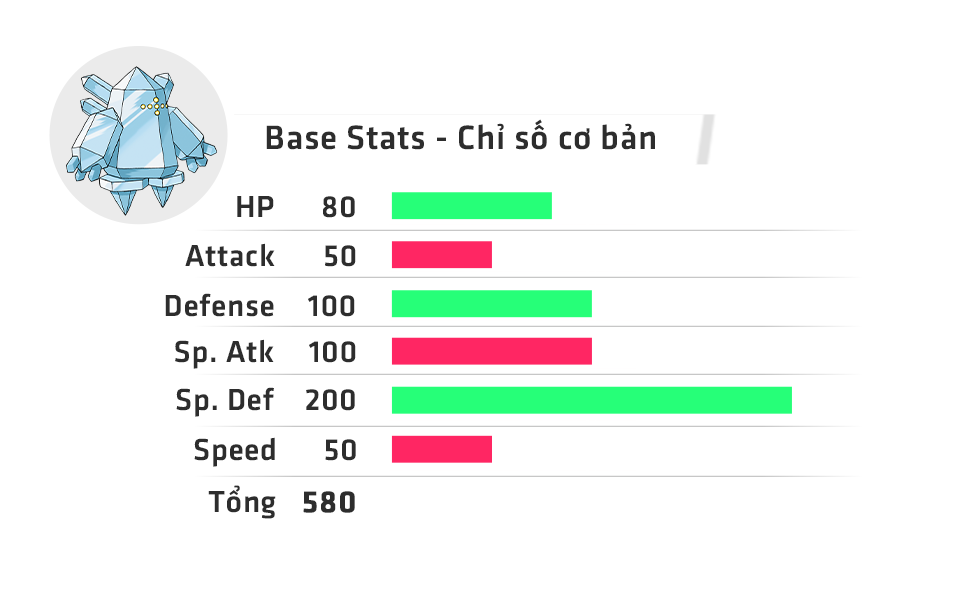 Base Stats - Chỉ số cơ bản
HP 80
Attack 50
Defense 100
Sp. Atk 100
Sp. Def 200
Speed 50
Tổng 580